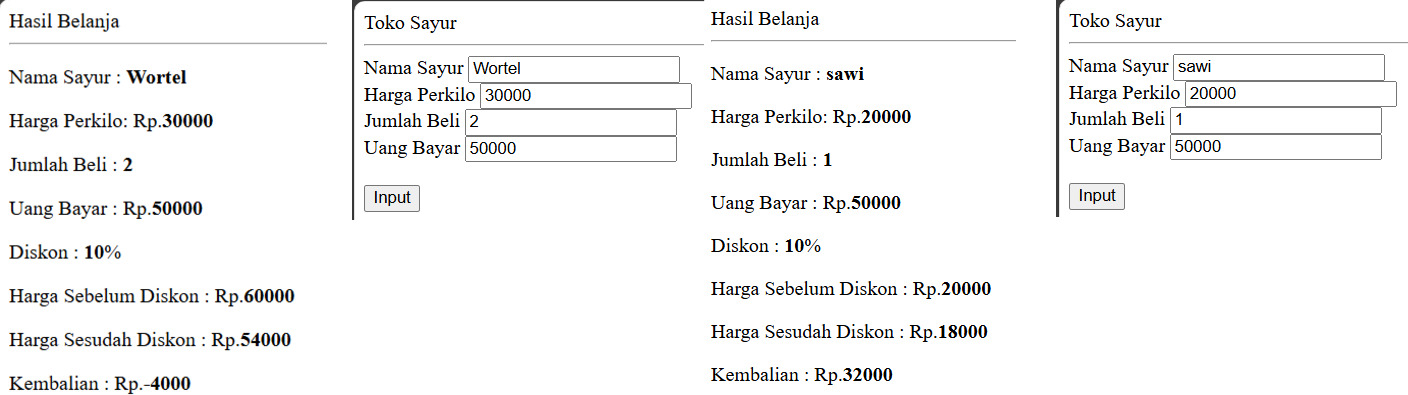 Hasil Belanja
Nama Sayur : Wortel
Harga Perkilo: Rp.30000
Jumlah Beli : 2
Uang Bayar : Rp.50000
Diskon : 10%
Harga Sebelum Diskon : Rp.60000
Harga Sesudah Diskon : Rp.54000
Kembalian : Rp.-4000
Toko Sayur
Nama Sayur Wortel
Harga Perkilo 30000
Jumlah Beli 2
Uang Bayar 50000
Input
Hasil Belanja
Nama Sayur : sawi
Harga Perkilo: Rp.20000
Jumlah Beli : 1
Uang Bayar : Rp.50000
Diskon : 10%
Harga Sebelum Diskon : Rp.20000
Harga Sesudah Diskon : Rp.18000
Kembalian : Rp.32000
Toko Sayur
Nama Sayur sawi
Harga Perkilo 20000
Jumlah Beli 1
Uang Bayar 50000
Input